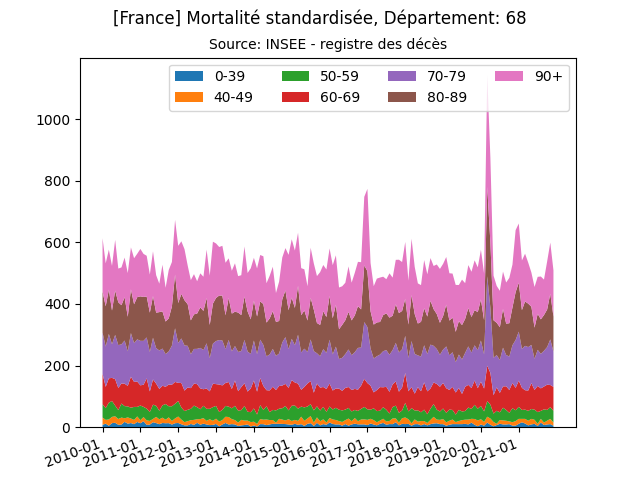 [France] Mortalité standardisée, Département: 68
Source: INSEE - registre des décès
0-39 50-59 70-79 90+
40-49 60-69 80-89
1000
800
600
400
200
0
2010-01 2011-01 2012-01 2013-01 2014-01 2015-01 2016-01 2017-01 2018-01 2019-01 2020-01 2021-01